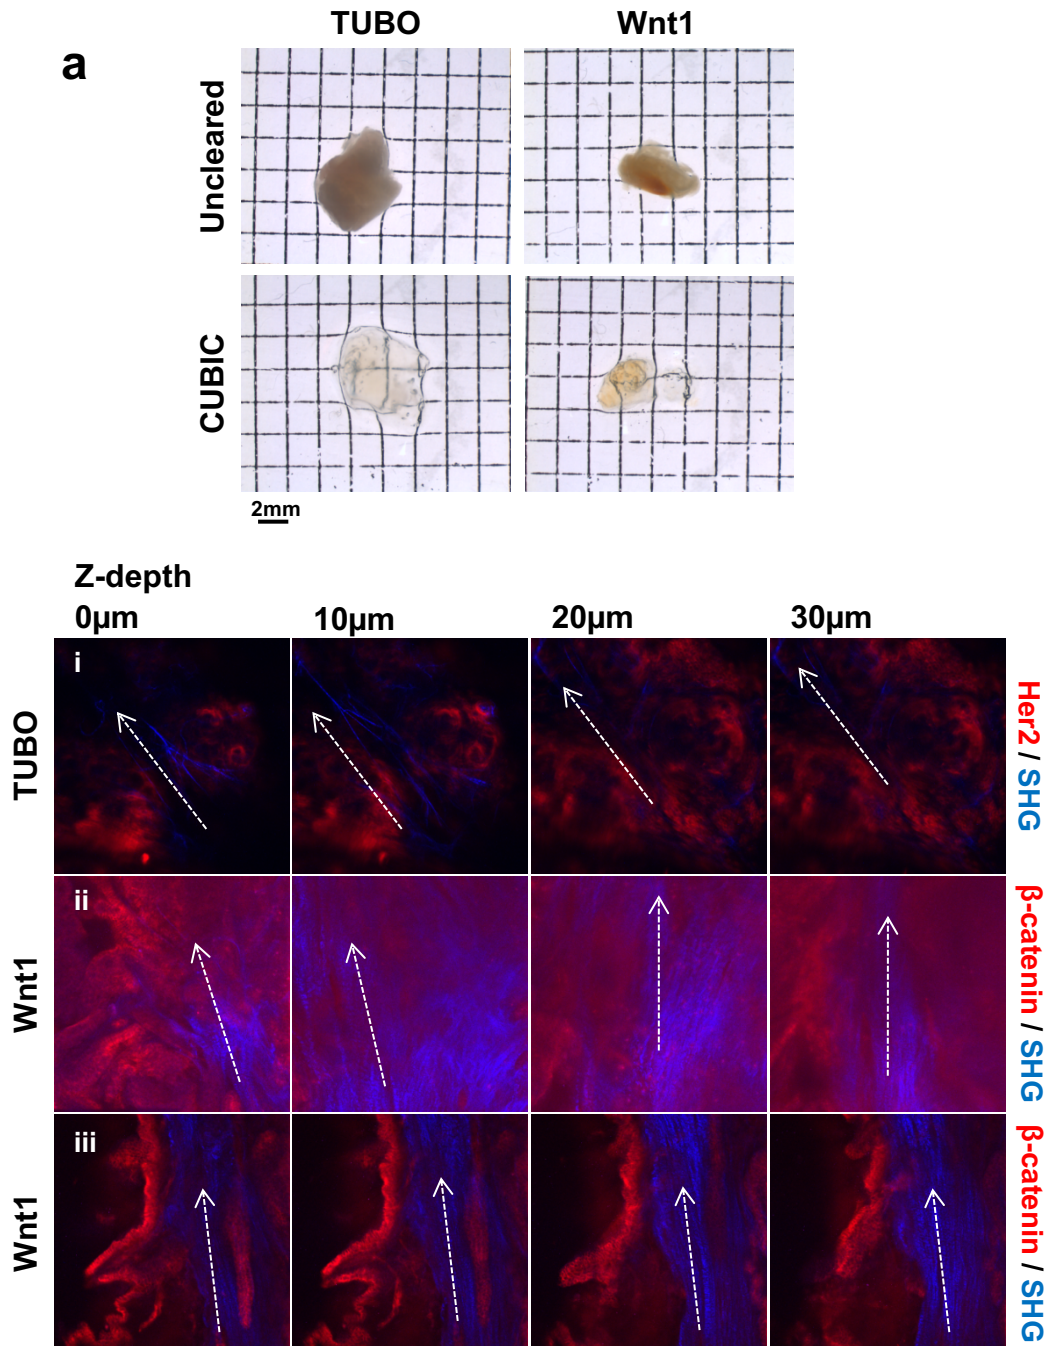 TUBO
Wnt1
a
Uncleared
CUBIC
2mm
Z-depth
0µm
10µm
20µm
30µm
i
TUBO
Her2 / SHG
ii
Wnt1
β-catenin / SHG
iii
Wnt1
β-catenin / SHG